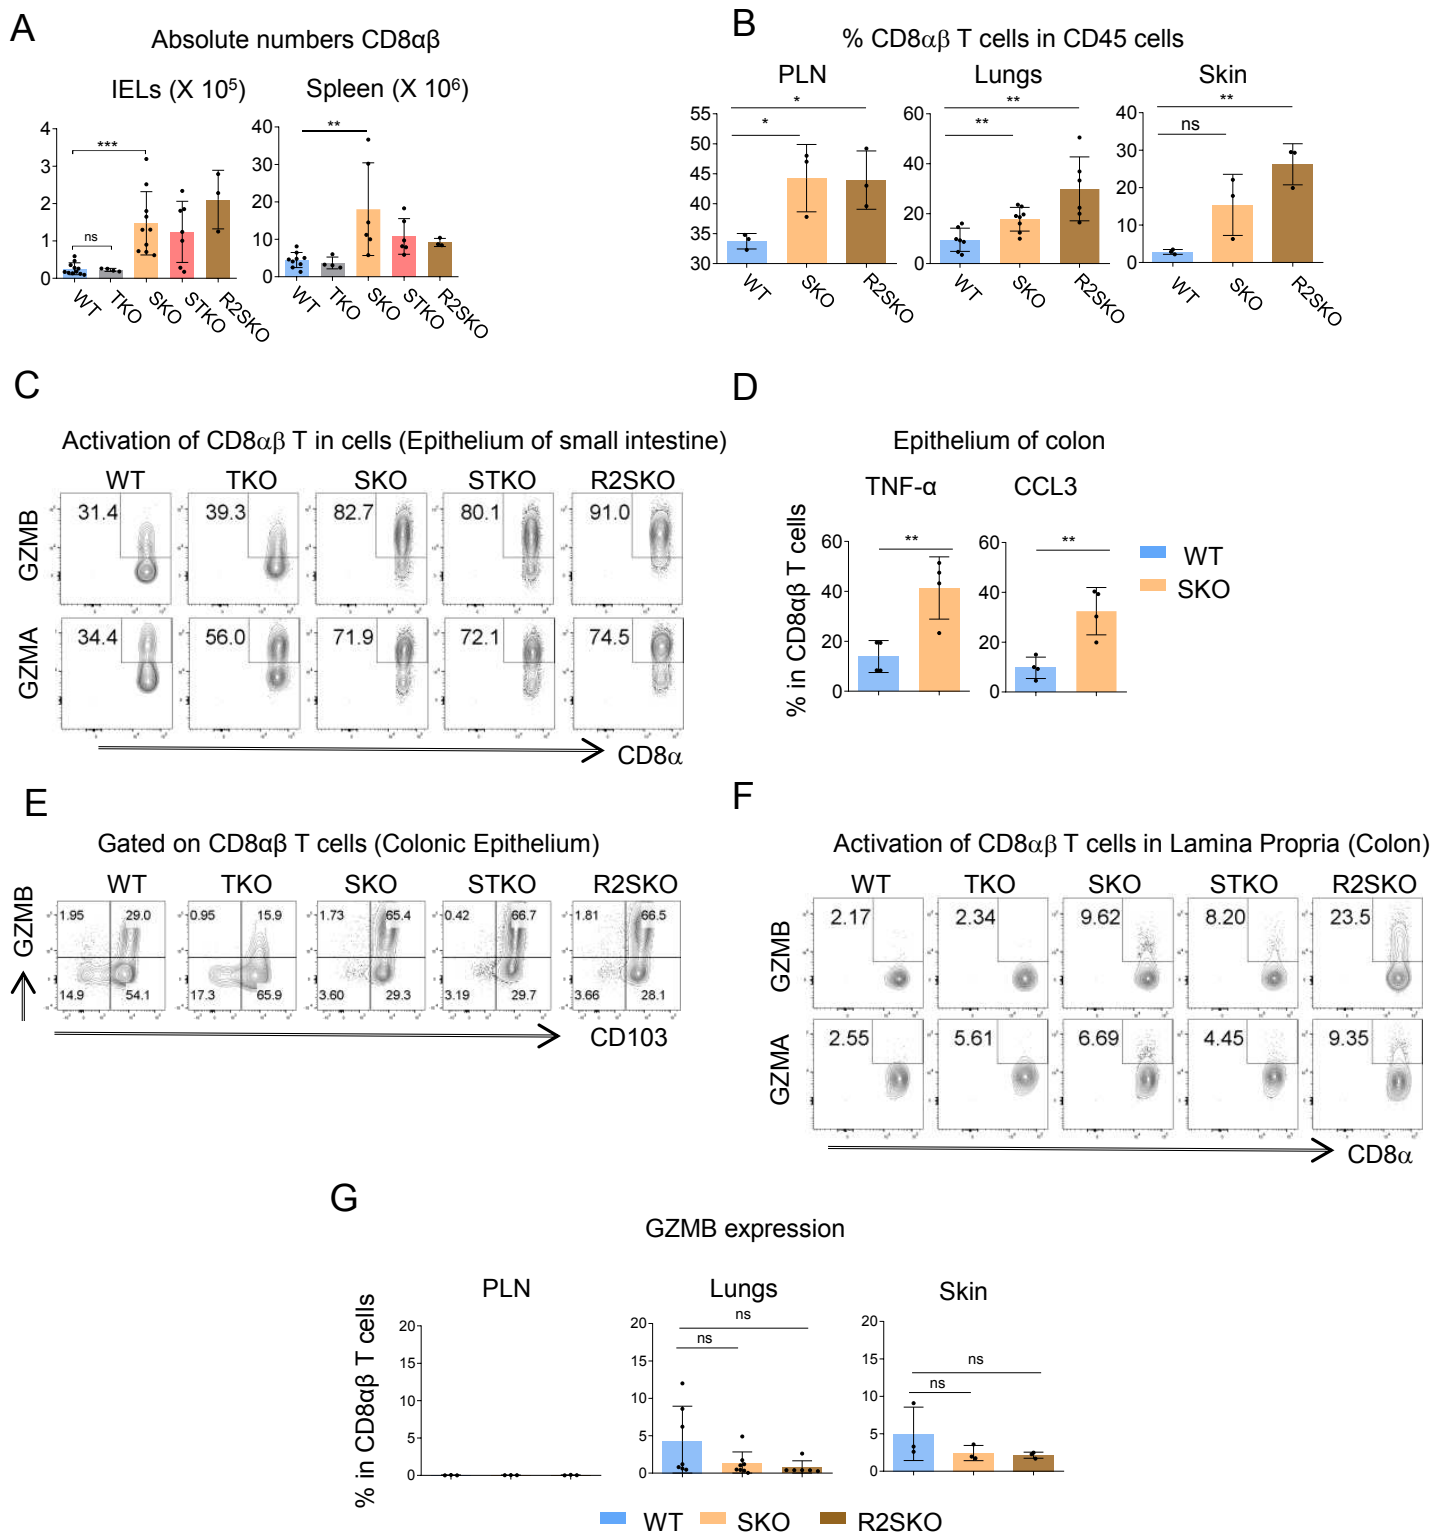 A
Absolute numbers CD8αβ
IELs (X 10⁵)
Spleen (X 10⁶)
4
3
2
1
0
***
ns
WT
TKO
SKO
STKO
R2SKO
40
30
20
10
0
**
WT
TKO
SKO
STKO
R2SKO
B
% CD8αβ T cells in CD45 cells
PLN
Lungs
Skin
55
50
45
40
35
30
*
*
WT
SKO
R2SKO
60
40
20
0
**
**
WT
SKO
R2SKO
40
30
20
10
0
**
ns
WT
SKO
R2SKO
C
Activation of CD8αβ T in cells (Epithelium of small intestine)
WT TKO SKO STKO R2SKO
GZMB
31.4 39.3 82.7 80.1 91.0
GZMA
34.4 56.0 71.9 72.1 74.5
CD8α
D
Epithelium of colon
TNF-α
CCL3
% in CD8αβ T cells
60
40
20
0
**
60
40
20
0
**
WT
SKO
E
Gated on CD8αβ T cells (Colonic Epithelium)
WT TKO SKO STKO R2SKO
GZMB
1.95 29.0 0.95 15.9 1.73 65.4 0.42 66.7 1.81 66.5
14.9 54.1 17.3 65.9 3.60 29.3 3.19 29.7 3.66 28.1
CD103
F
Activation of CD8αβ T cells in Lamina Propria (Colon)
WT TKO SKO STKO R2SKO
GZMB
2.17 2.34 9.62 8.20 23.5
GZMA
2.55 5.61 6.69 4.45 9.35
CD8α
G
GZMB expression
PLN
Lungs
Skin
% in CD8αβ T cells
20
15
10
5
0
20
15
10
5
0
ns
ns
20
15
10
5
0
ns
ns
WT SKO R2SKO